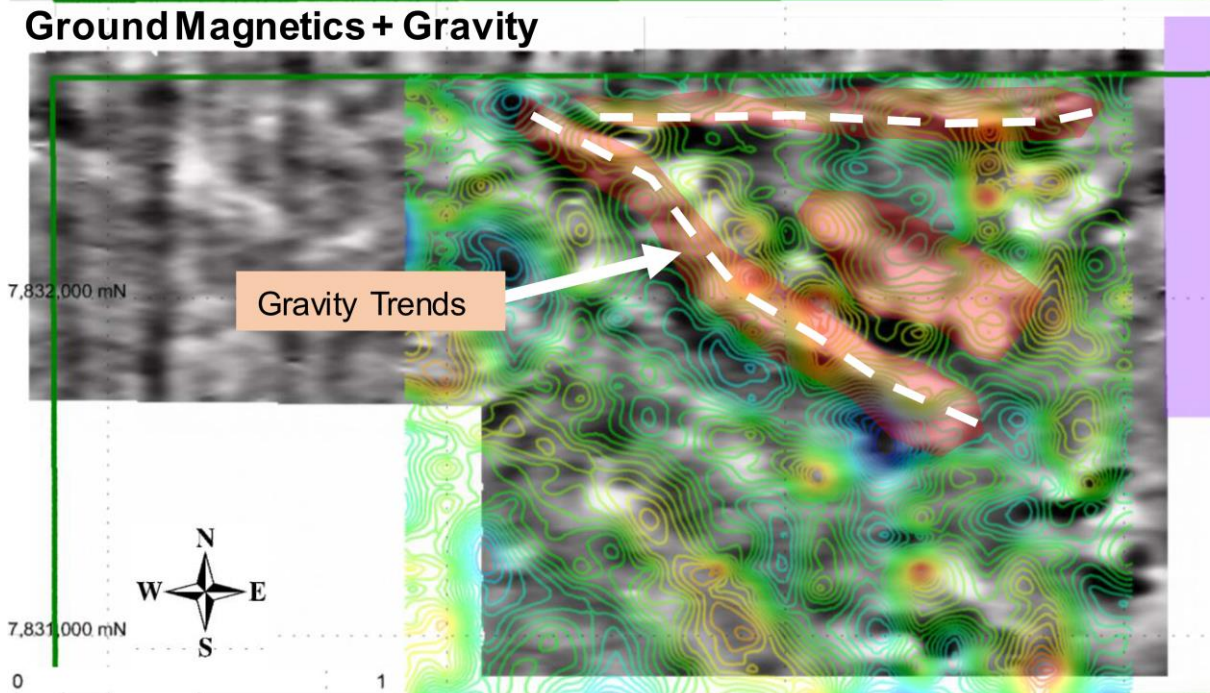 Ground Magnetics + Gravity
Gravity Trends
7,832,000 mN
N
W E
S
7,831,000 mN
0 1